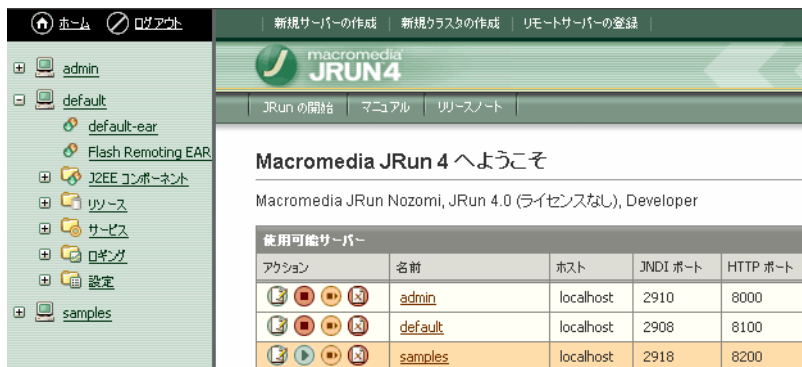 ホーム ログアウト
新規サーバーの作成 | 新規クラスタの作成 | リモートサーバーの登録 |
admin
default
default-ear
Flash Remoting EAR
J2EE コンポーネント
リソース
サービス
ロギング
設定
samples
macromedia
JRUN4
JRun の開始 | マニュアル | リリースノート
Macromedia JRun 4 へようこそ
Macromedia JRun Nozomi, JRun 4.0 (ライセンスなし), Developer
使用可能サーバー
アクション 名前 ホスト JNDI ポート HTTP ポート
admin localhost 2910 8000
default localhost 2908 8100
samples localhost 2918 8200